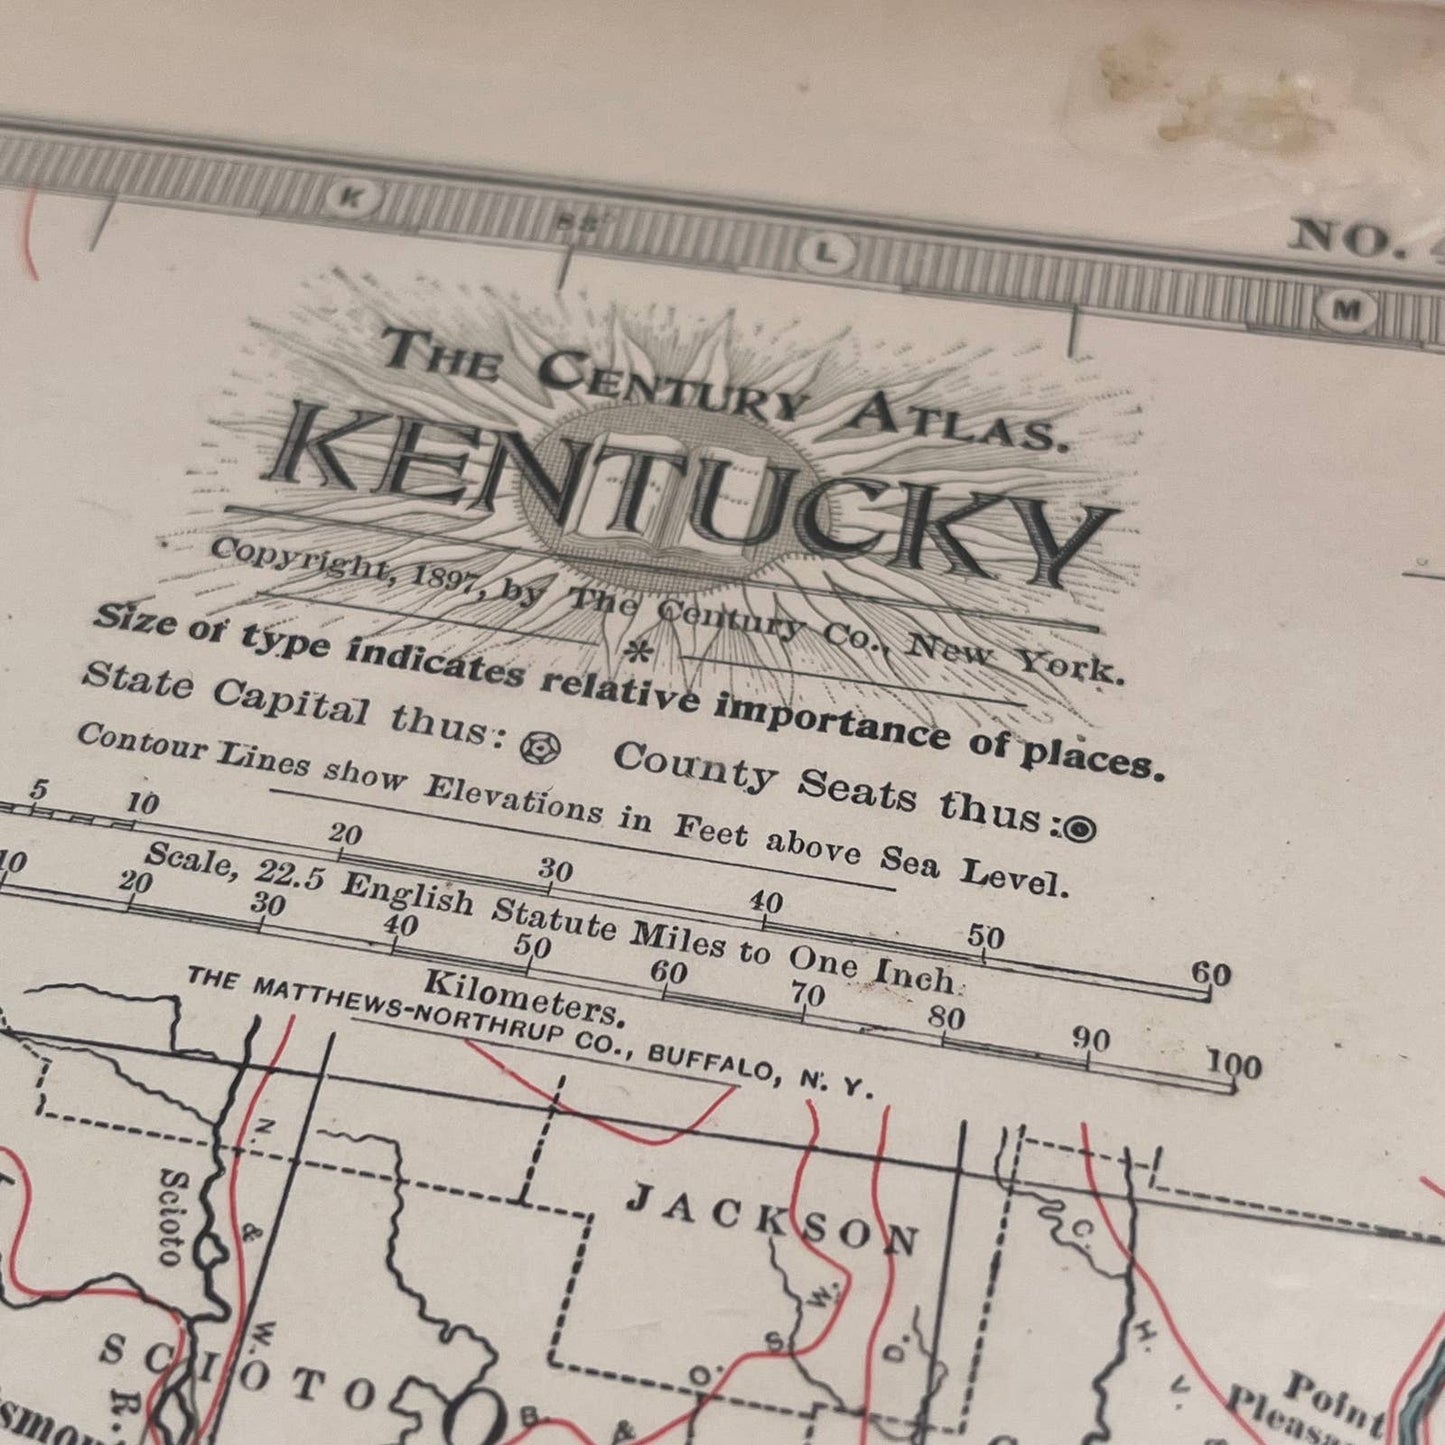 NO.
K 83° L M
THE CENTURY ATLAS.
KENTUCKY
Copyright, 1897, by The Century Co., New York.
*
Size of type indicates relative importance of places.
State Capital thus: County Seats thus:
Contour Lines show Elevations in Feet above Sea Level.
5 10 20 30 40 50 60
Scale, 22.5 English Statute Miles to One Inch.
10 20 30 40 50 60 70 80 90 100
Kilometers.
THE MATTHEWS-NORTHRUP CO., BUFFALO, N. Y.
N. & W.
Scioto
R.
JACKSON
C. H. V.
O. S. W.
D.
SCIOTO
B. &
Point